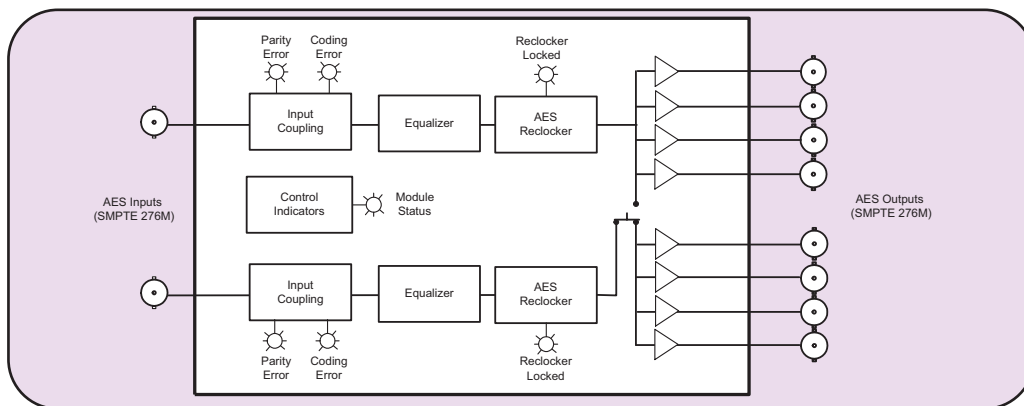 Parity
Error
Coding
Error
Reclocker
Locked
Input
Coupling
Equalizer
AES
Reclocker
AES Inputs
(SMPTE 276M)
Control
Indicators
Module
Status
AES Outputs
(SMPTE 276M)
Input
Coupling
Equalizer
AES
Reclocker
Parity
Error
Coding
Error
Reclocker
Locked